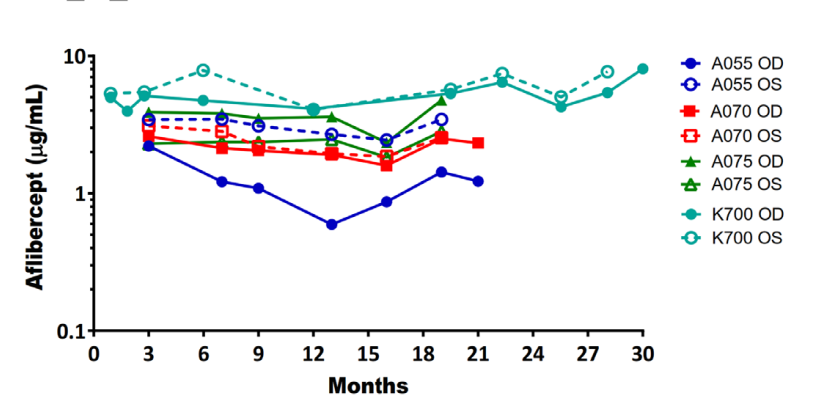 10
1
0.1
Aflibercept (µg/mL)
0 3 6 9 12 15 18 21 24 27 30
Months
A055 OD
A055 OS
A070 OD
A070 OS
A075 OD
A075 OS
K700 OD
K700 OS